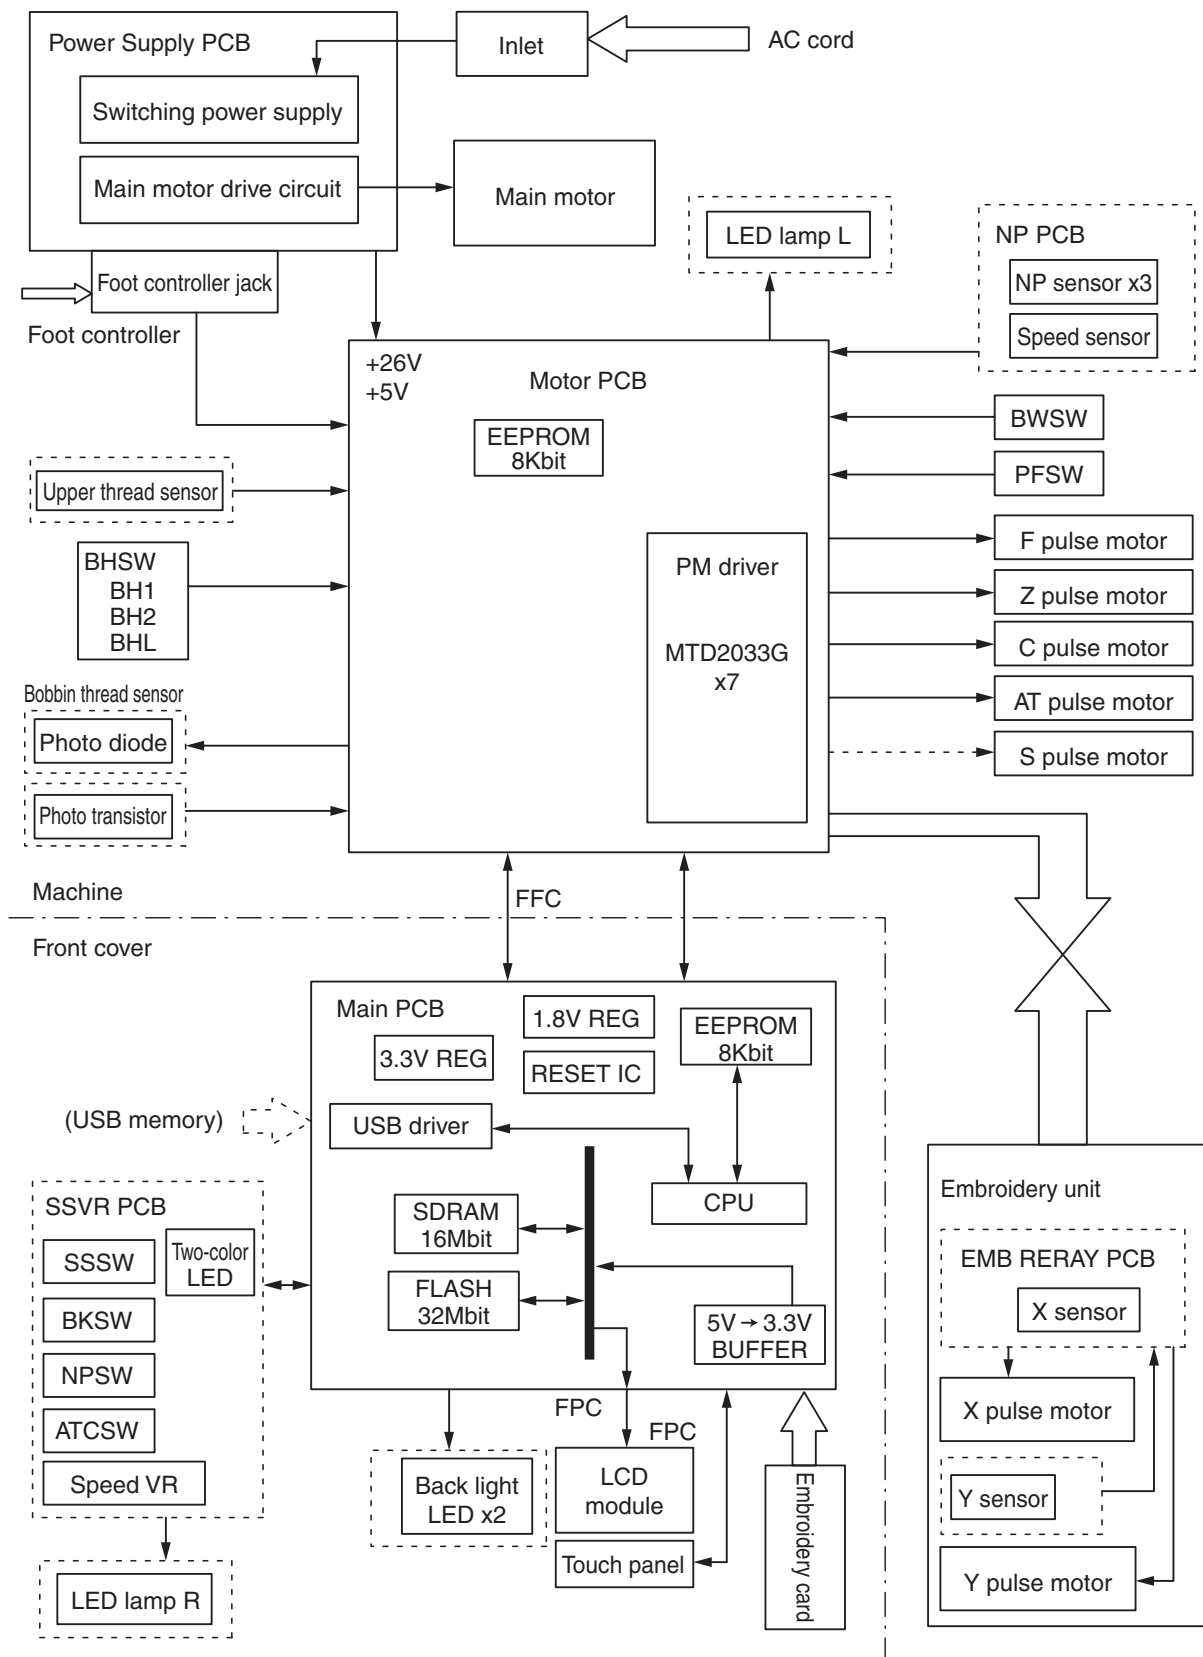 Power Supply PCB
Inlet
AC cord
Switching power supply
Main motor drive circuit
Main motor
LED lamp L
NP PCB
NP sensor x3
Speed sensor
Foot controller jack
Foot controller
+26V
+5V
Motor PCB
EEPROM
8Kbit
BWSW
PFSW
Upper thread sensor
BHSW
BH1
BH2
BHL
PM driver
MTD2033G
x7
F pulse motor
Z pulse motor
C pulse motor
AT pulse motor
S pulse motor
Bobbin thread sensor
Photo diode
Photo transistor
Machine
FFC
Front cover
Main PCB
1.8V REG
3.3V REG
RESET IC
EEPROM
8Kbit
(USB memory)
USB driver
CPU
SDRAM
16Mbit
FLASH
32Mbit
5V → 3.3V
BUFFER
SSVR PCB
SSSW
Two-color
LED
BKSW
NPSW
ATCSW
Speed VR
LED lamp R
FPC
FPC
Back light
LED x2
LCD
module
Touch panel
Embroidery card
Embroidery unit
EMB RERAY PCB
X sensor
X pulse motor
Y sensor
Y pulse motor